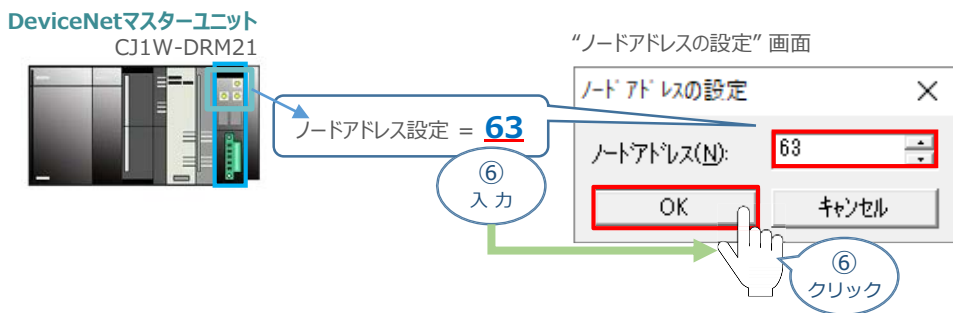 DeviceNetマスターユニット
CJ1W-DRM21
“ノードアドレスの設定” 画面
ノードアドレスの設定
ノードアドレス設定 = 63
ノードアドレス(N):
63
⑥
入 力
OK
キャンセル
⑥
クリック